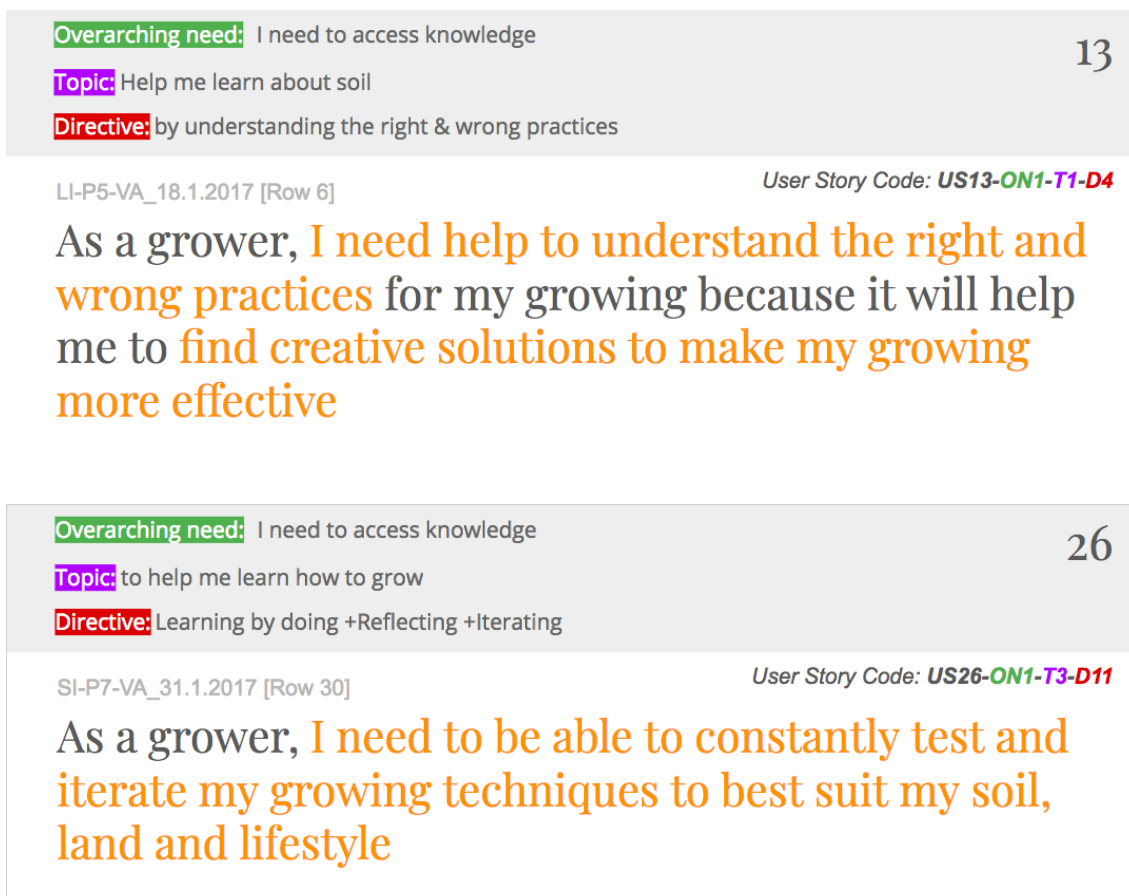 Overarching need: I need to access knowledge
13
Topic: Help me learn about soil
Directive: by understanding the right & wrong practices
LI-P5-VA_18.1.2017 [Row 6]
User Story Code: US13-ON1-T1-D4
As a grower, I need help to understand the right and
wrong practices for my growing because it will help
me to find creative solutions to make my growing
more effective
Overarching need: I need to access knowledge
26
Topic: to help me learn how to grow
Directive: Learning by doing +Reflecting +Iterating
SI-P7-VA_31.1.2017 [Row 30]
User Story Code: US26-ON1-T3-D11
As a grower, I need to be able to constantly test and
iterate my growing techniques to best suit my soil,
land and lifestyle